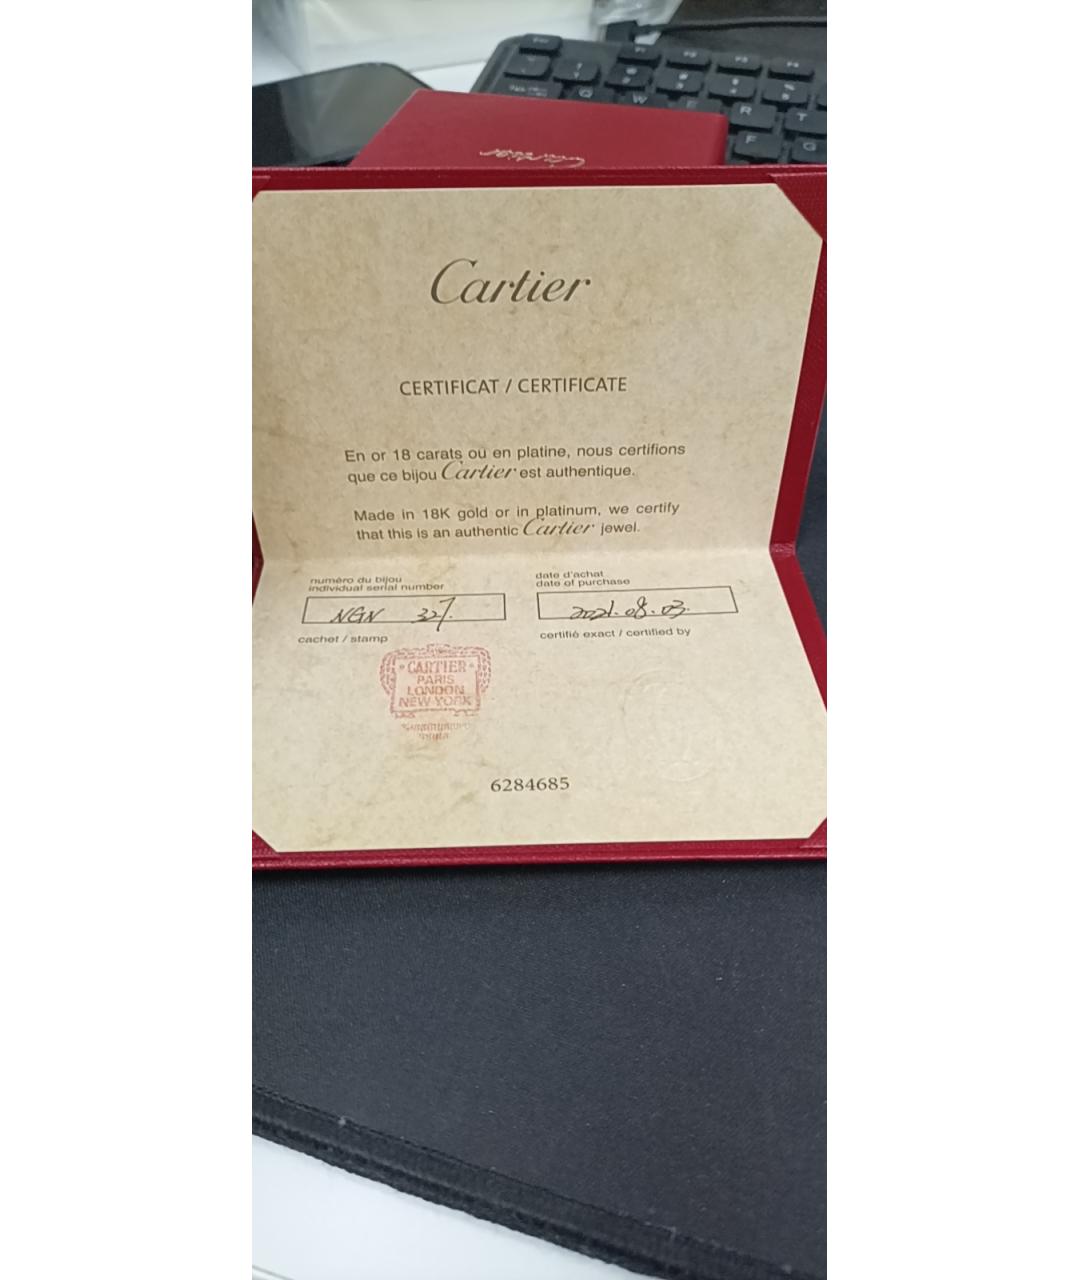 Cartier
Cartier
CERTIFICAT / CERTIFICATE
En or 18 carats ou en platine, nous certifions
que ce bijou Cartier est authentique.
Made in 18K gold or in platinum, we certify
that this is an authentic Cartier jewel.
numéro du bijou
individual serial number
NGN 327.
date d'achat
date of purchase
2021.08.03.
cachet / stamp
certifié exact / certified by
CARTIER
PARIS
LONDON
NEW-YORK
6284685
Q W E R T
F G